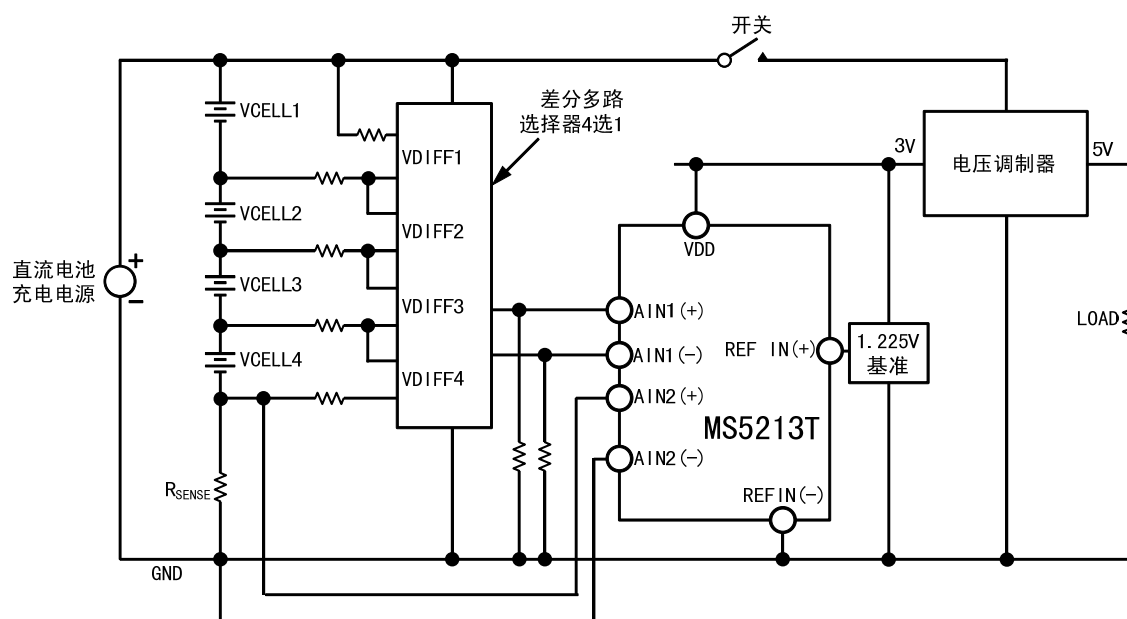 开关
VCELL1
差分多路
选择器4选1
VDIFF1
3V
电压调制器
5V
VCELL2
VDIFF2
VDD
直流电池
充电电源
+
−
VCELL3
VDIFF3
AIN1(+)
LOAD
AIN1(−)
REF IN(+)
1.225V
基准
VCELL4
VDIFF4
AIN2(+)
MS5213T
AIN2(−)
RSENSE
REFIN(−)
GND